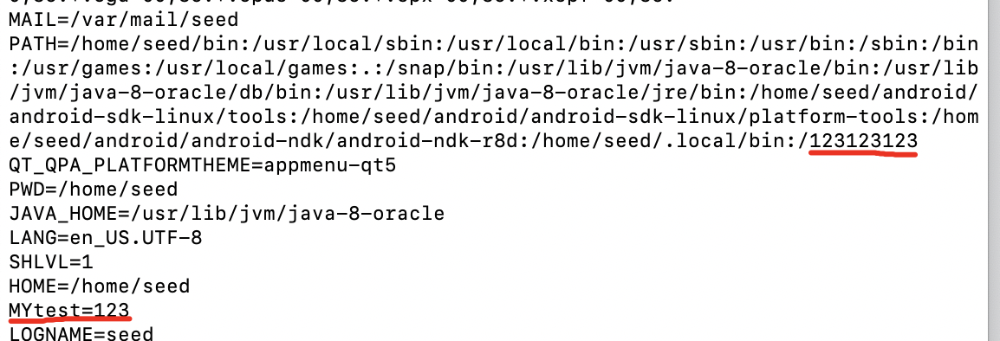 MAIL=/var/mail/seed
PATH=/home/seed/bin:/usr/local/sbin:/usr/local/bin:/usr/sbin:/usr/bin:/sbin:/bin
:/usr/games:/usr/local/games:.:/snap/bin:/usr/lib/jvm/java-8-oracle/bin:/usr/lib
/jvm/java-8-oracle/db/bin:/usr/lib/jvm/java-8-oracle/jre/bin:/home/seed/android/
android-sdk-linux/tools:/home/seed/android/android-sdk-linux/platform-tools:/hom
e/seed/android/android-ndk/android-ndk-r8d:/home/seed/.local/bin:/123123123
QT_QPA_PLATFORMTHEME=appmenu-qt5
PWD=/home/seed
JAVA_HOME=/usr/lib/jvm/java-8-oracle
LANG=en_US.UTF-8
SHLVL=1
HOME=/home/seed
MYtest=123
LOGNAME=seed